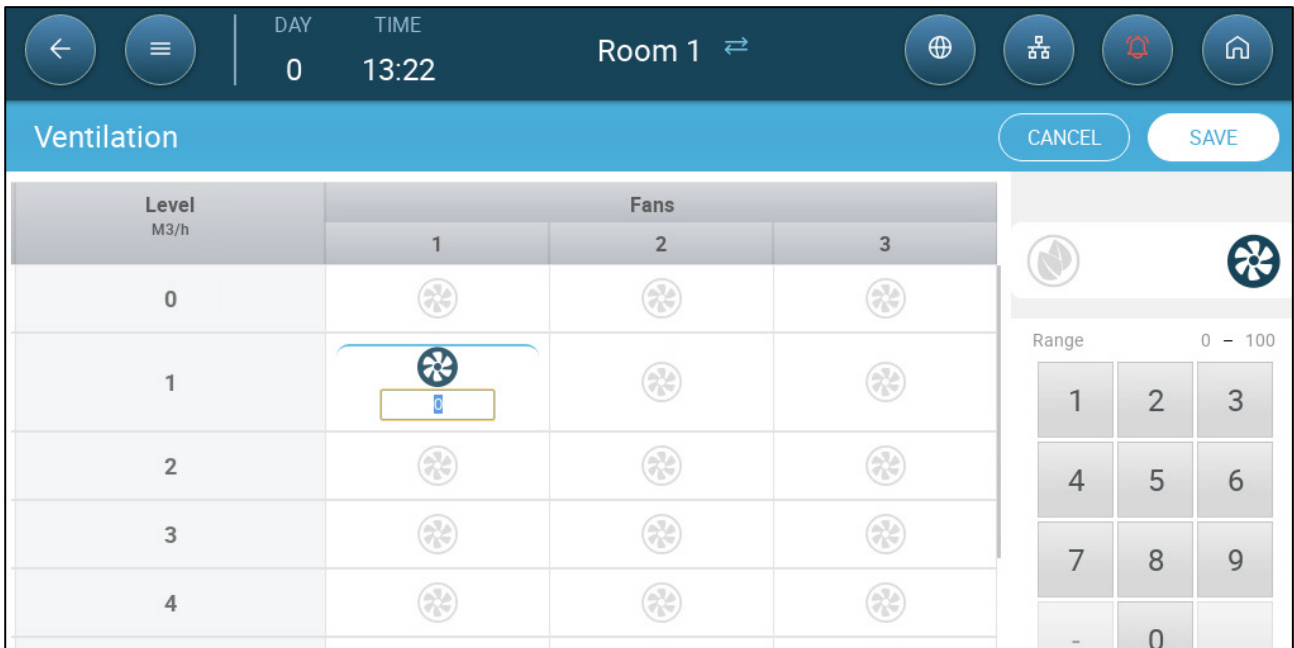 DAY TIME
0 13:22 Room 1
Ventilation CANCEL SAVE
Level Fans
M3/h
1 2 3
0
Range 0 – 100
1
0
1 2 3
2
4 5 6
3
7 8 9
4
- 0